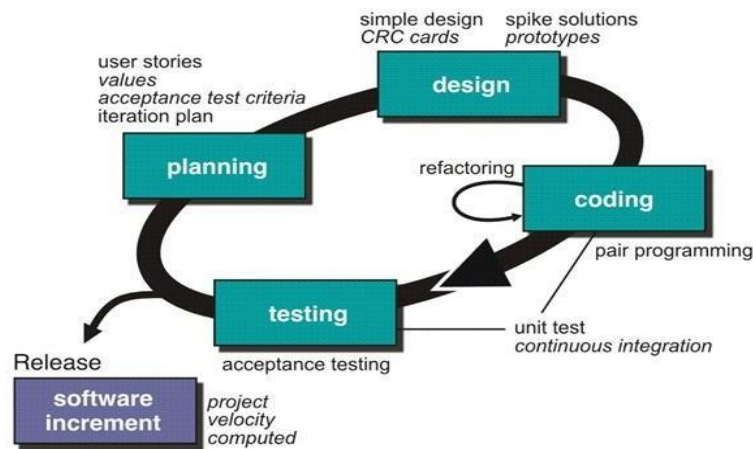 simple design
CRC cards
spike solutions
prototypes
user stories
values
acceptance test criteria
iteration plan
design
planning
refactoring
coding
pair programming
testing
unit test
continuous integration
acceptance testing
Release
software
increment
project
velocity
computed